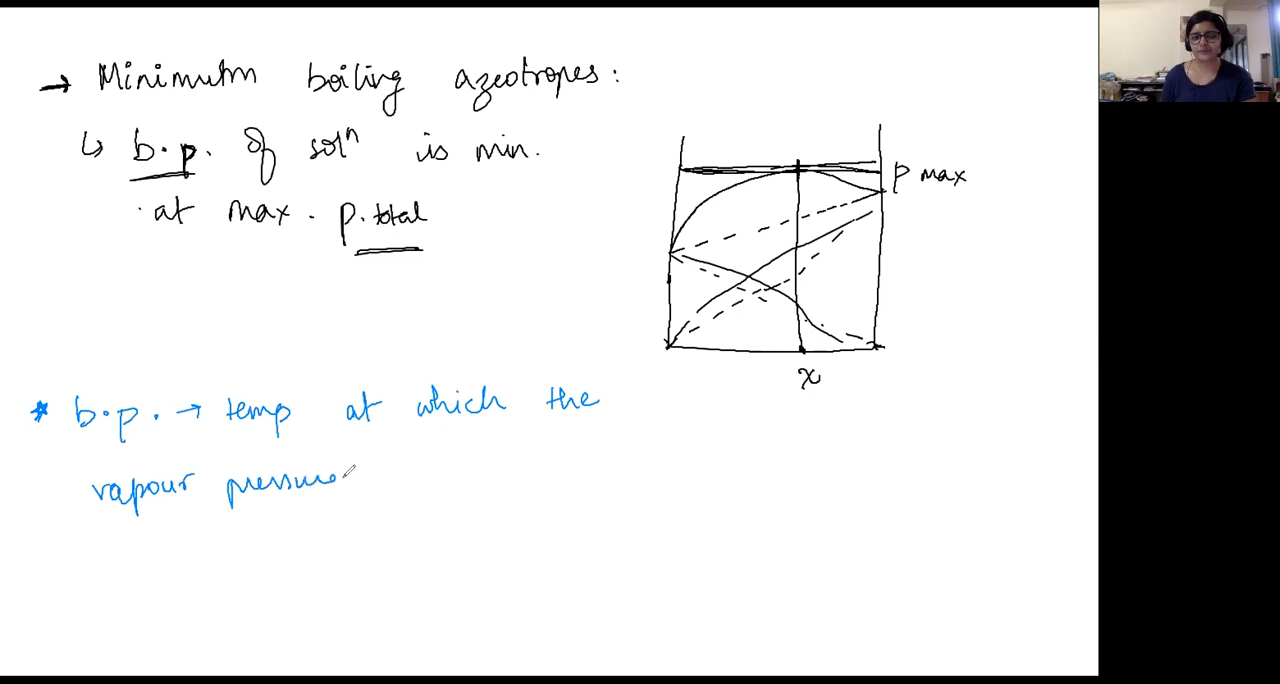 → Minimum boiling azeotropes:
↳ b.p. of solⁿ is min.
at max. p.total
p max
x
* b.p. → temp at which the
vapour pressure